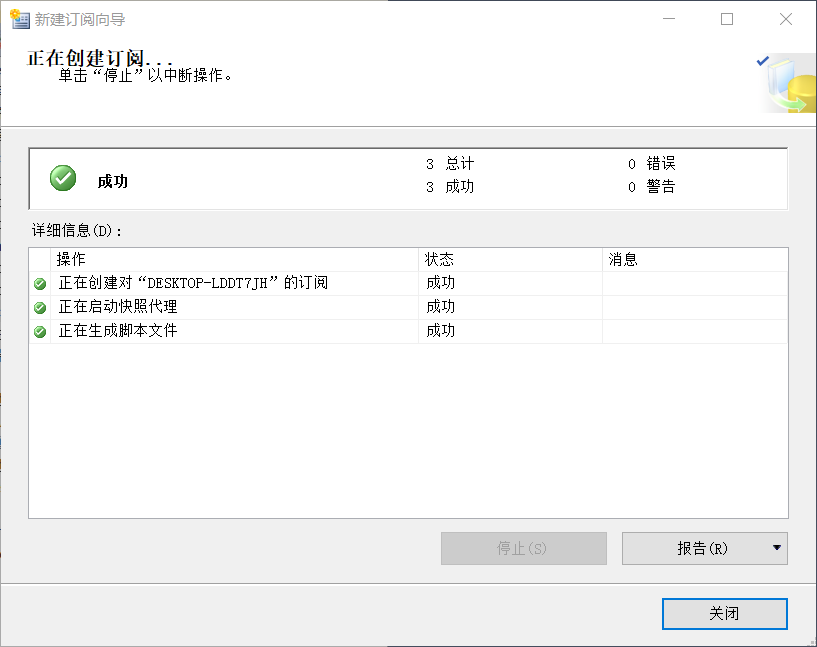 新建订阅向导
正在创建订阅...
单击“停止”以中断操作。
成功
3 总计
0 错误
3 成功
0 警告
详细信息(D)：
操作 状态 消息
正在创建对“DESKTOP-LDDT7JH”的订阅 成功
正在启动快照代理 成功
正在生成脚本文件 成功
停止(S)
报告(R)
关闭